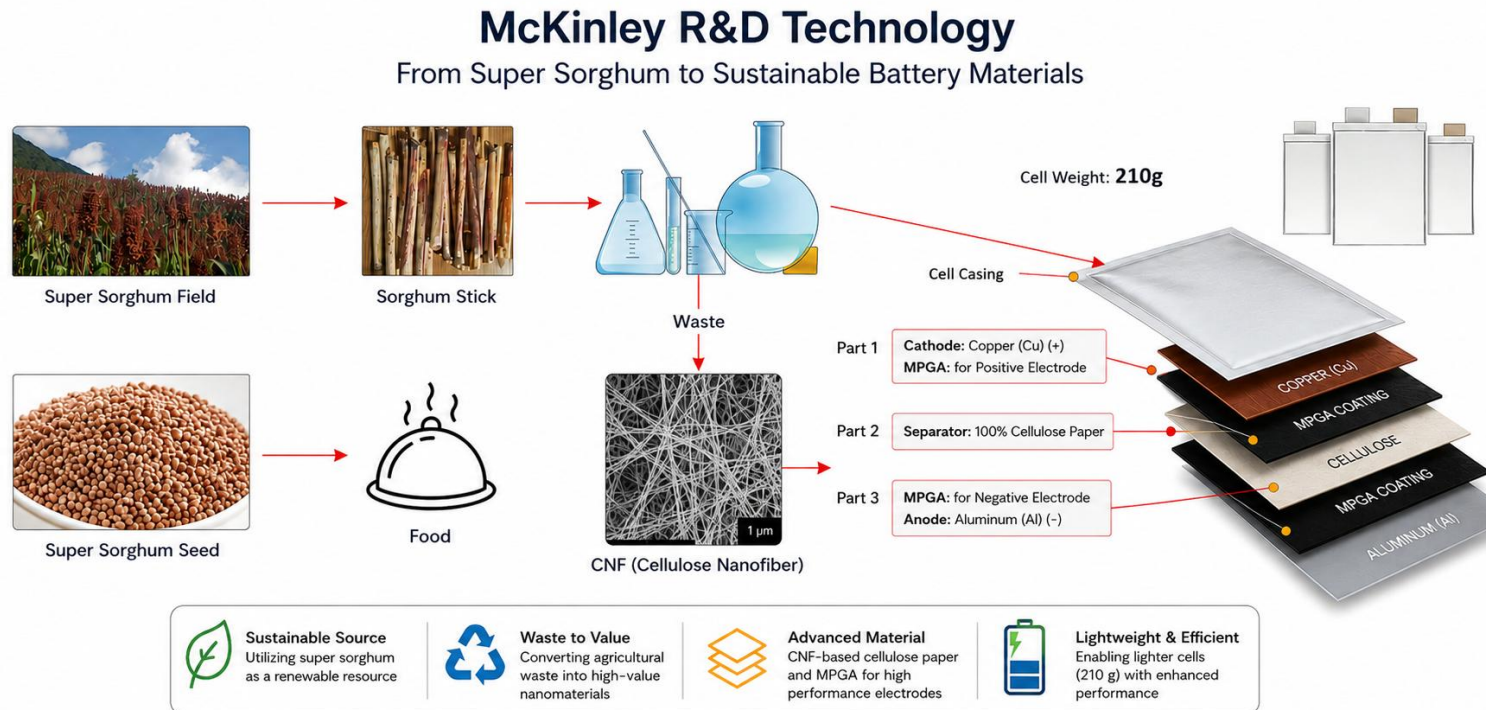 McKinley R&D Technology
From Super Sorghum to Sustainable Battery Materials
Super Sorghum Field
Sorghum Stick
Waste
Cell Weight: 210g
Cell Casing
Part 1
Cathode: Copper (Cu) (+)
MPGA: for Positive Electrode
Part 2
Separator: 100% Cellulose Paper
Part 3
MPGA: for Negative Electrode
Anode: Aluminum (Al) (-)
COPPER (Cu)
MPGA COATING
CELLULOSE
MPGA COATING
ALUMINUM (Al)
Super Sorghum Seed
Food
1 μm
CNF (Cellulose Nanofiber)
Sustainable Source
Utilizing super sorghum
as a renewable resource
Waste to Value
Converting agricultural
waste into high-value
nanomaterials
Advanced Material
CNF-based cellulose paper
and MPGA for high
performance electrodes
Lightweight & Efficient
Enabling lighter cells
(210 g) with enhanced
performance